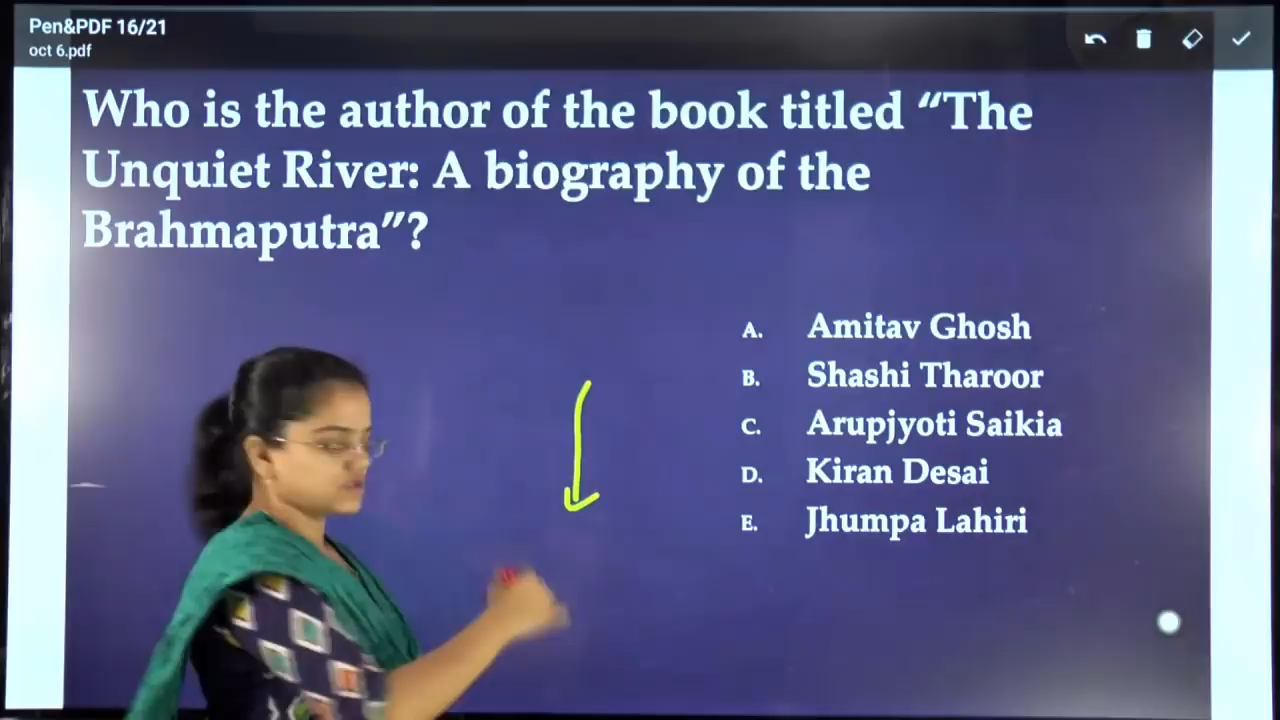 Pen&PDF 16/21
oct 6.pdf
Who is the author of the book titled “The
Unquiet River: A biography of the
Brahmaputra”?
A. Amitav Ghosh
B. Shashi Tharoor
C. Arupjyoti Saikia
D. Kiran Desai
E. Jhumpa Lahiri